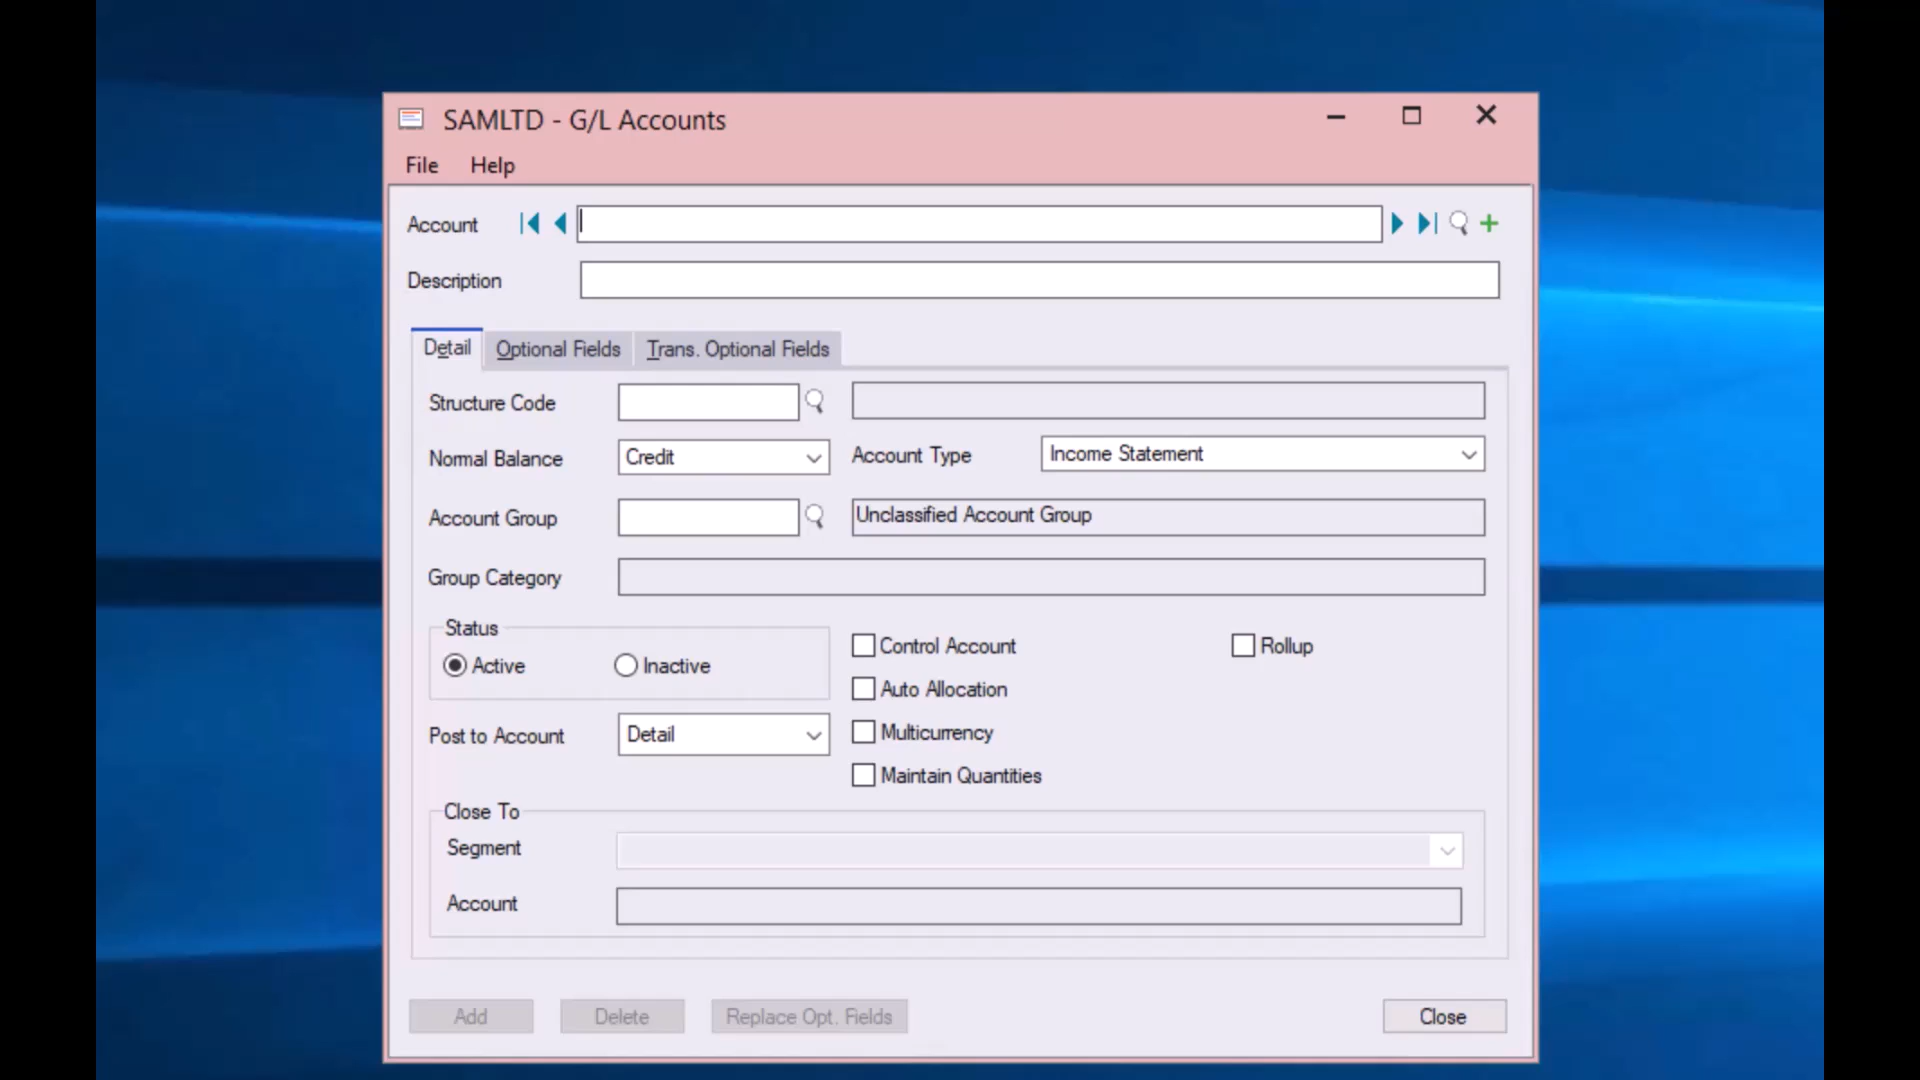 SAMLTD - G/L Accounts
File Help
Account
Description
Detail Optional Fields Trans. Optional Fields
Structure Code
Normal Balance Credit Account Type Income Statement
Account Group Unclassified Account Group
Group Category
Status
Active Inactive
Control Account Rollup
Auto Allocation
Post to Account Detail
Multicurrency
Maintain Quantities
Close To
Segment
Account
Add Delete Replace Opt. Fields Close